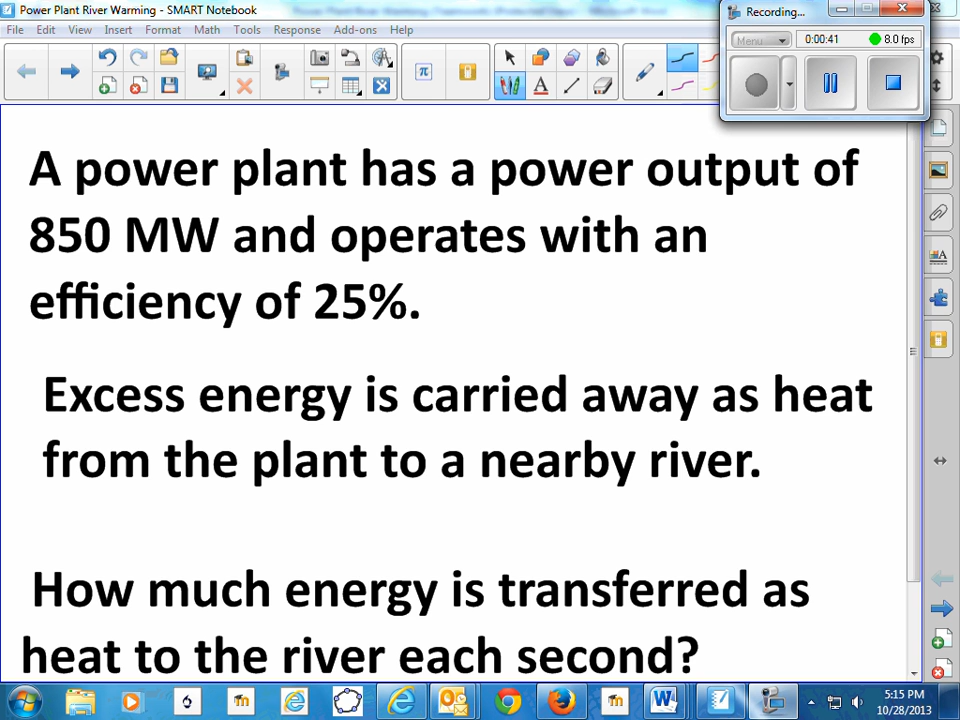 Power Plant River Warming - SMART Notebook
Recording...
File Edit View Insert Format Math Tools Response Add-ons Help
Menu 0:00:41 8.0 fps
A power plant has a power output of
850 MW and operates with an
efficiency of 25%.
Excess energy is carried away as heat
from the plant to a nearby river.
How much energy is transferred as
heat to the river each second?
5:15 PM
10/28/2013